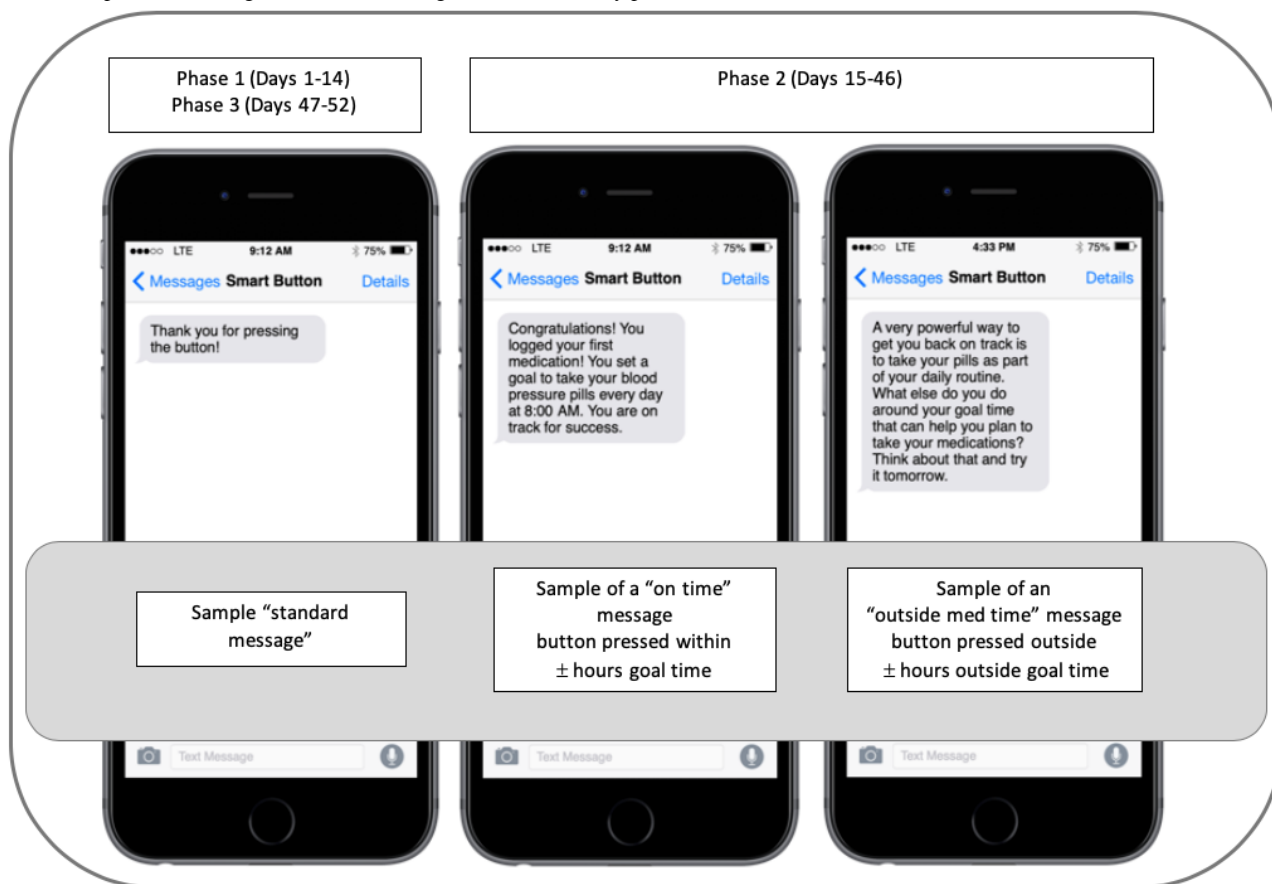 Phase 1 (Days 1-14)
Phase 3 (Days 47-52)
Phase 2 (Days 15-46)
LTE 9:12 AM 75%
Messages Smart Button Details
Thank you for pressing
the button!
Sample “standard
message”
Text Message
LTE 9:12 AM 75%
Messages Smart Button Details
Congratulations! You
logged your first
medication! You set a
goal to take your blood
pressure pills every day
at 8:00 AM. You are on
track for success.
Sample of a “on time”
message
button pressed within
± hours goal time
Text Message
LTE 4:33 PM 75%
Messages Smart Button Details
A very powerful way to
get you back on track is
to take your pills as part
of your daily routine.
What else do you do
around your goal time
that can help you plan to
take your medications?
Think about that and try
it tomorrow.
Sample of an
“outside med time” message
button pressed outside
± hours outside goal time
Text Message